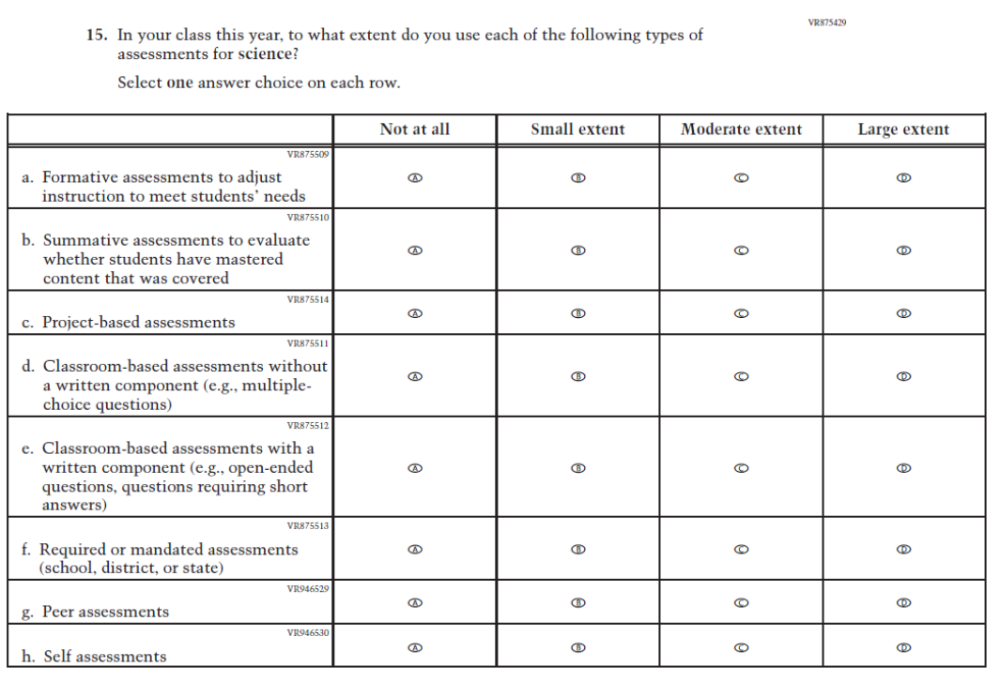 VR875429
15. In your class this year, to what extent do you use each of the following types of
assessments for science?
Select one answer choice on each row.
Not at all Small extent Moderate extent Large extent
VR875509
a. Formative assessments to adjust
instruction to meet students' needs
A B C D
VR875510
b. Summative assessments to evaluate
whether students have mastered
content that was covered
A B C D
VR875514
c. Project-based assessments
A B C D
VR875511
d. Classroom-based assessments without
a written component (e.g., multiple-
choice questions)
A B C D
VR875512
e. Classroom-based assessments with a
written component (e.g., open-ended
questions, questions requiring short
answers)
A B C D
VR875513
f. Required or mandated assessments
(school, district, or state)
A B C D
VR946529
g. Peer assessments
A B C D
VR946530
h. Self assessments
A B C D